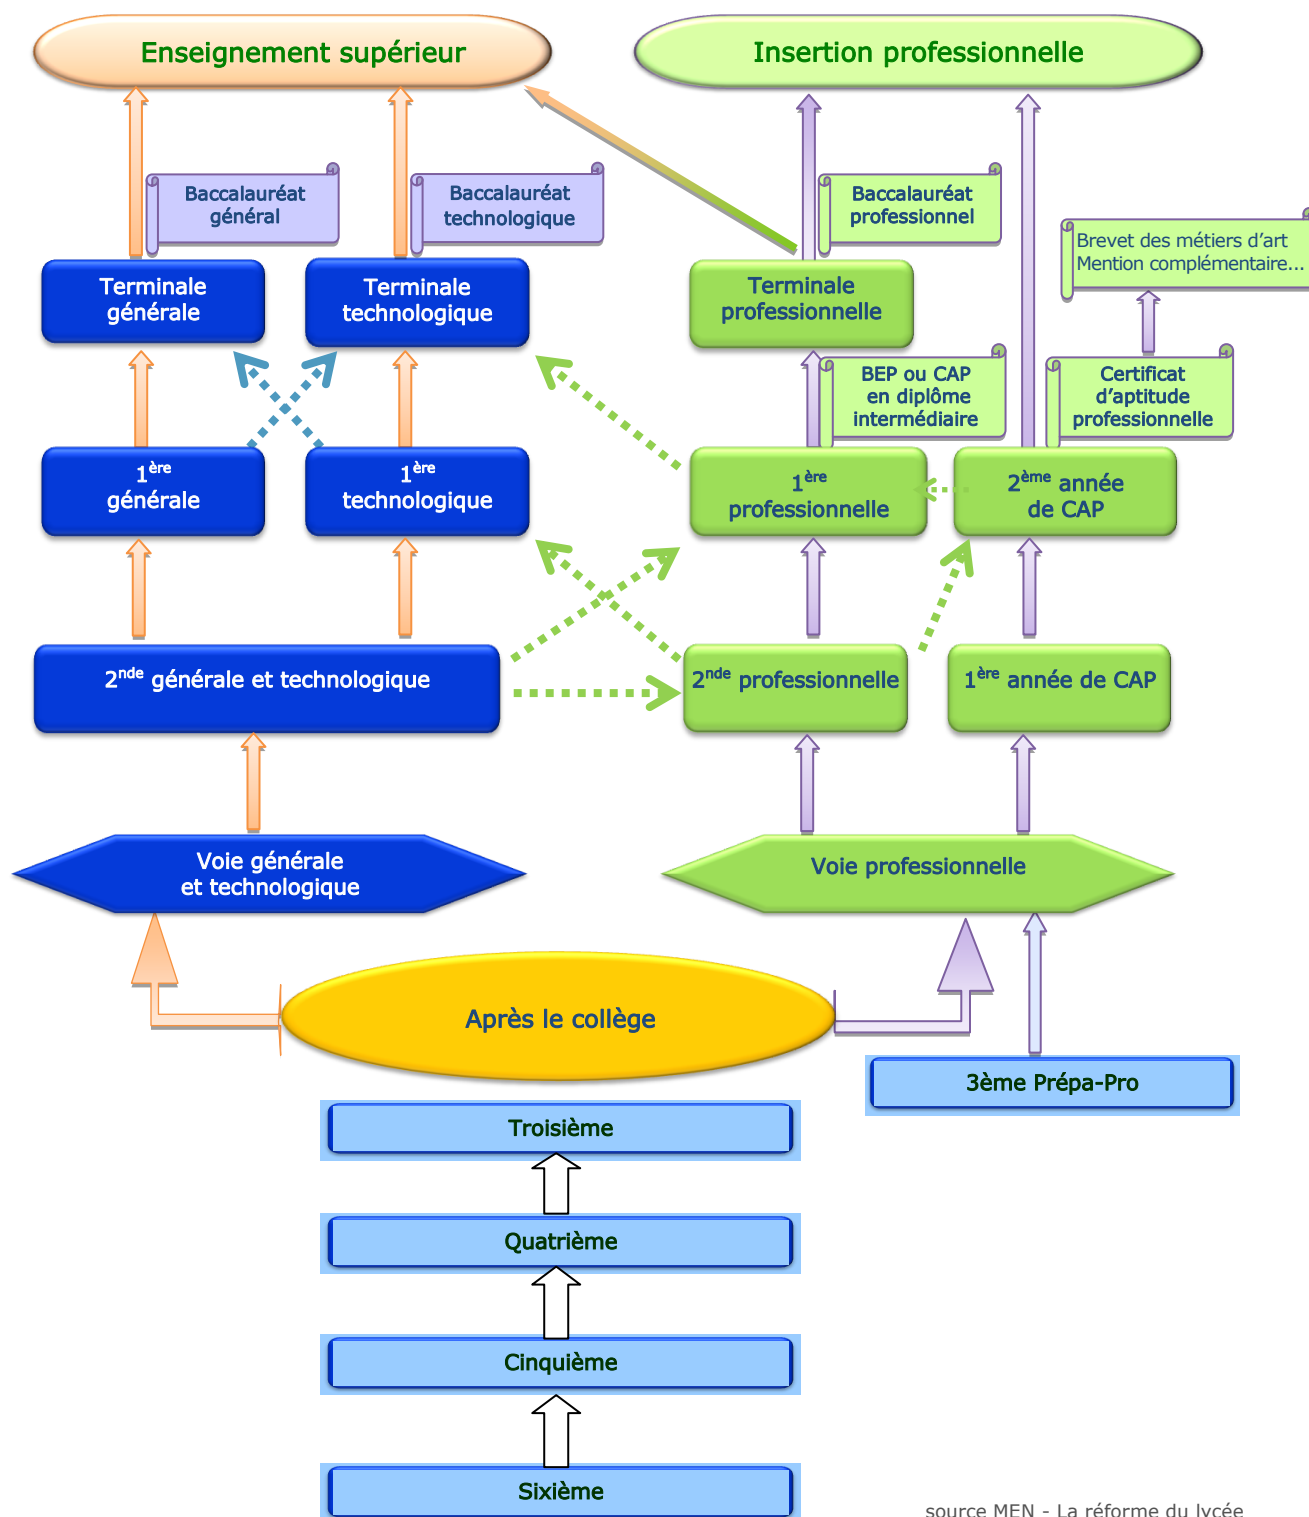 Enseignement supérieur
Insertion professionnelle
Baccalauréat
général
Baccalauréat
technologique
Baccalauréat
professionnel
Brevet des métiers d’art
Mention complémentaire...
Terminale
générale
Terminale
technologique
Terminale
professionnelle
BEP ou CAP
en diplôme
intermédiaire
Certificat
d’aptitude
professionnelle
1ère
générale
1ère
technologique
1ère
professionnelle
2ème année
de CAP
2nde générale et technologique
2nde professionnelle
1ère année de CAP
Voie générale
et technologique
Voie professionnelle
Après le collège
3ème Prépa-Pro
Troisième
Quatrième
Cinquième
Sixième
source MEN - La réforme du lycée